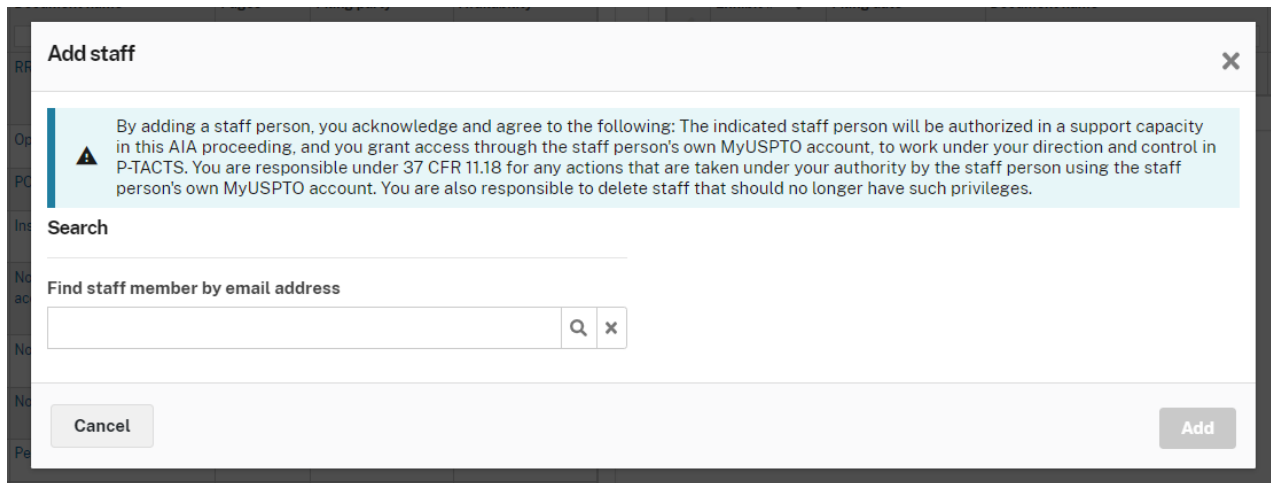 Add staff
By adding a staff person, you acknowledge and agree to the following: The indicated staff person will be authorized in a support capacity
in this AIA proceeding, and you grant access through the staff person's own MyUSPTO account, to work under your direction and control in
P-TACTS. You are responsible under 37 CFR 11.18 for any actions that are taken under your authority by the staff person using the staff
person's own MyUSPTO account. You are also responsible to delete staff that should no longer have such privileges.
Search
Find staff member by email address
Cancel
Add